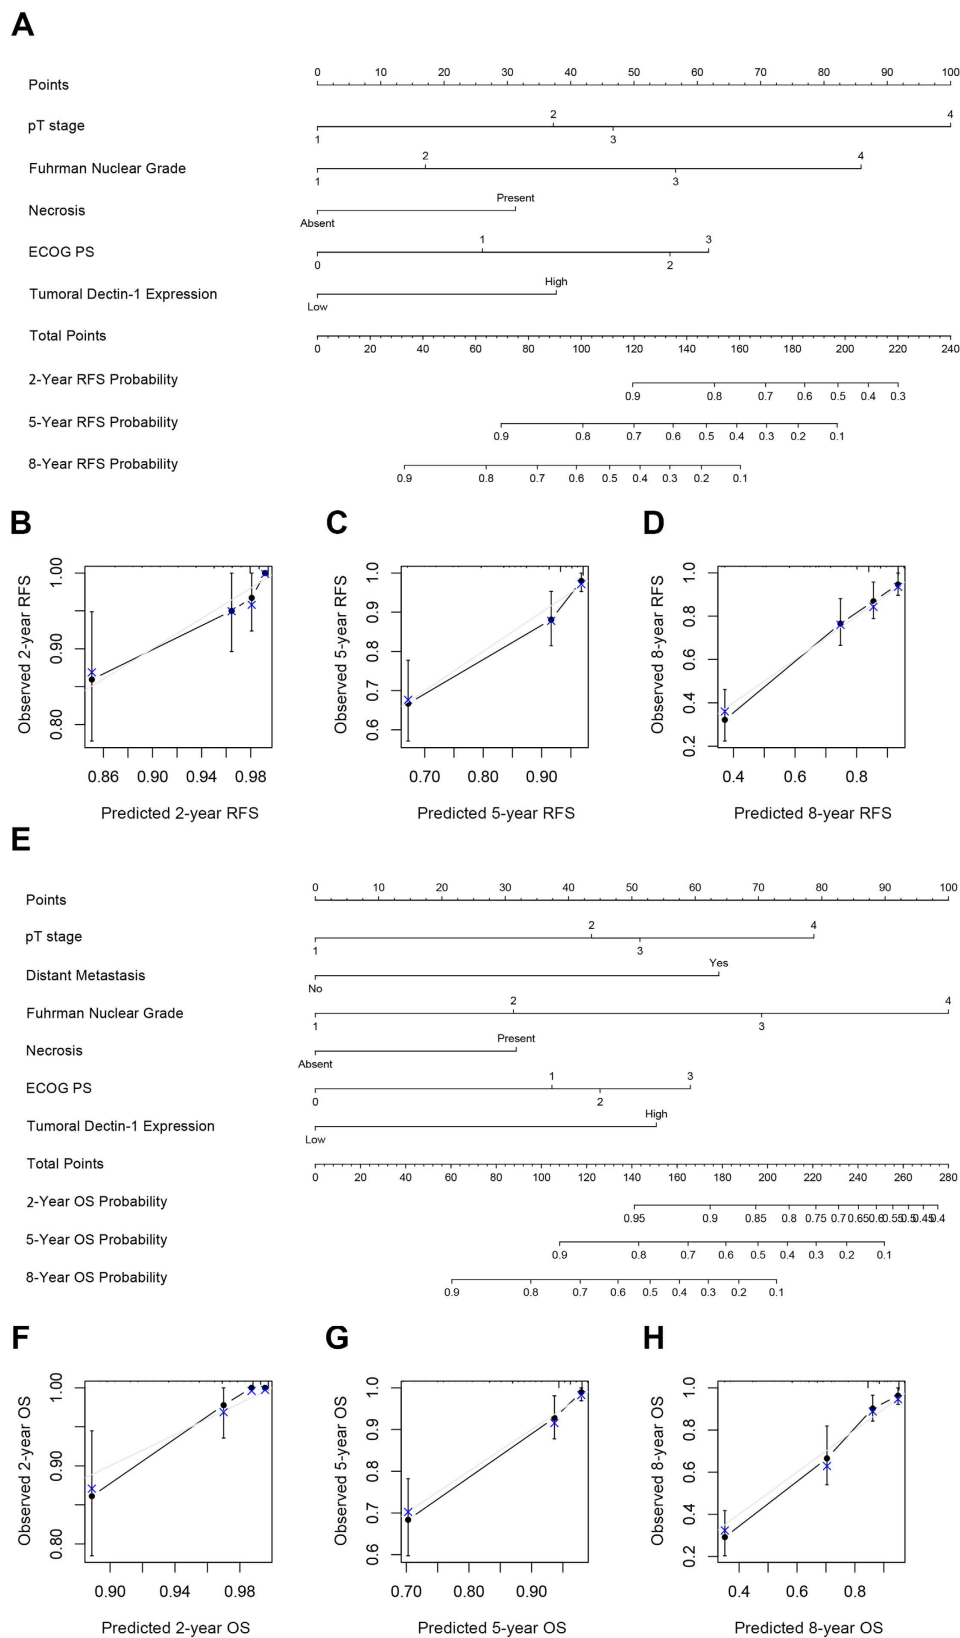 A
Points
0 10 20 30 40 50 60 70 80 90 100
pT stage
2 4
1 3
Fuhrman Nuclear Grade
2 4
1 3
Necrosis
Present
Absent
ECOG PS
1 3
0 2
Tumoral Dectin-1 Expression
High
Low
Total Points
0 20 40 60 80 100 120 140 160 180 200 220 240
2-Year RFS Probability
0.9 0.8 0.7 0.6 0.5 0.4 0.3
5-Year RFS Probability
0.9 0.8 0.7 0.6 0.5 0.4 0.3 0.2 0.1
8-Year RFS Probability
0.9 0.8 0.7 0.6 0.5 0.4 0.3 0.2 0.1
B
Observed 2-year RFS
1.00
0.90
0.80
0.86 0.90 0.94 0.98
Predicted 2-year RFS
C
Observed 5-year RFS
1.0
0.9
0.8
0.7
0.6
0.70 0.80 0.90
Predicted 5-year RFS
D
Observed 8-year RFS
1.0
0.8
0.6
0.4
0.2
0.4 0.6 0.8
Predicted 8-year RFS
E
Points
0 10 20 30 40 50 60 70 80 90 100
pT stage
2 4
1 3
Distant Metastasis
Yes
No
Fuhrman Nuclear Grade
2 4
1 3
Necrosis
Present
Absent
ECOG PS
1 3
0 2
Tumoral Dectin-1 Expression
High
Low
Total Points
0 20 40 60 80 100 120 140 160 180 200 220 240 260 280
2-Year OS Probability
0.95 0.9 0.85 0.8 0.75 0.7 0.65 0.6 0.55 0.5 0.45 0.4
5-Year OS Probability
0.9 0.8 0.7 0.6 0.5 0.4 0.3 0.2 0.1
8-Year OS Probability
0.9 0.8 0.7 0.6 0.5 0.4 0.3 0.2 0.1
F
Observed 2-year OS
1.00
0.90
0.80
0.90 0.94 0.98
Predicted 2-year OS
G
Observed 5-year OS
1.0
0.9
0.8
0.7
0.6
0.70 0.80 0.90
Predicted 5-year OS
H
Observed 8-year OS
1.0
0.8
0.6
0.4
0.2
0.4 0.6 0.8
Predicted 8-year OS